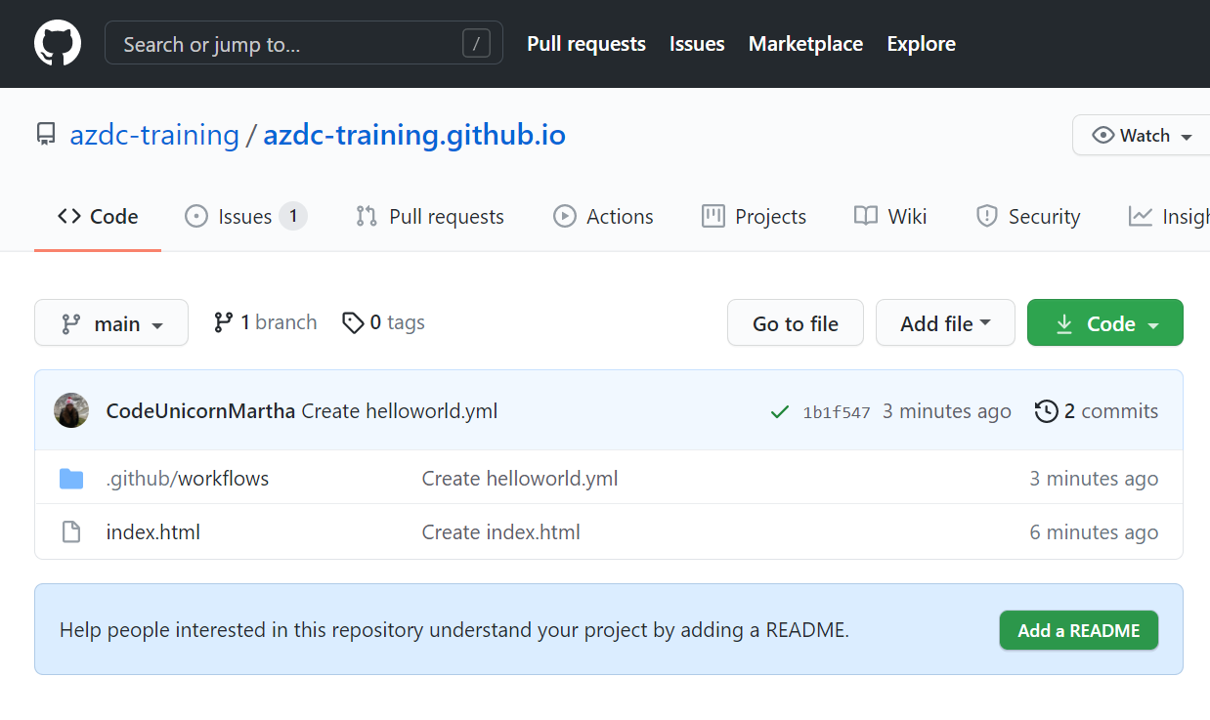 Search or jump to... / Pull requests Issues Marketplace Explore
azdc-training / azdc-training.github.io Watch
Code Issues 1 Pull requests Actions Projects Wiki Security Insigh
main 1 branch 0 tags Go to file Add file Code
CodeUnicornMartha Create helloworld.yml 1b1f547 3 minutes ago 2 commits
.github/workflows Create helloworld.yml 3 minutes ago
index.html Create index.html 6 minutes ago
Help people interested in this repository understand your project by adding a README. Add a README